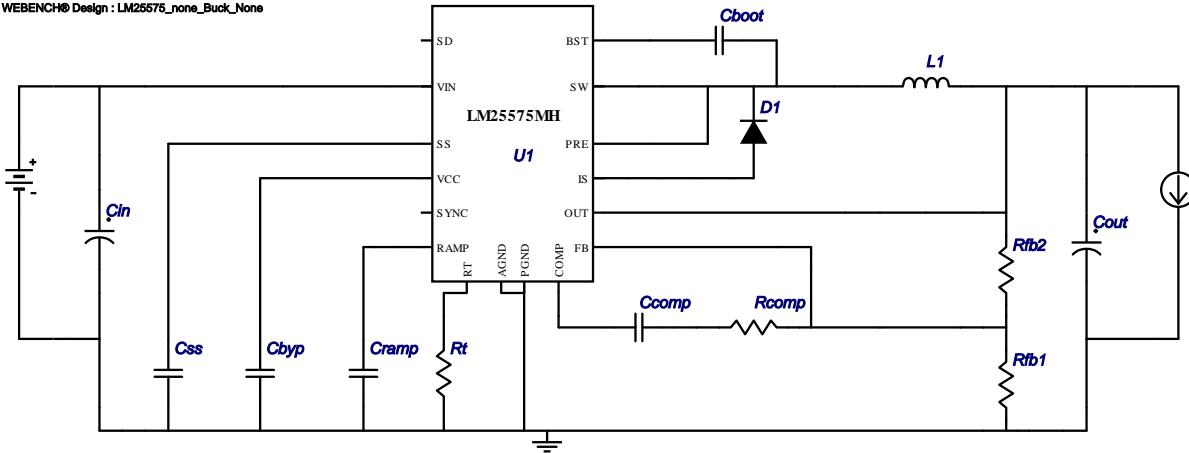 WEBENCH® Design : LM25575_none_Buck_None
Cboot
SD
BST
L1
VIN
SW
LM25575MH
D1
SS
PRE
U1
VCC
IS
+
-
Cin
SYNC
OUT
Cout
RAMP
FB
Rfb2
RT
AGND
PGND
COMP
Ccomp
Rcomp
Css
Cbyp
Cramp
Rt
Rfb1